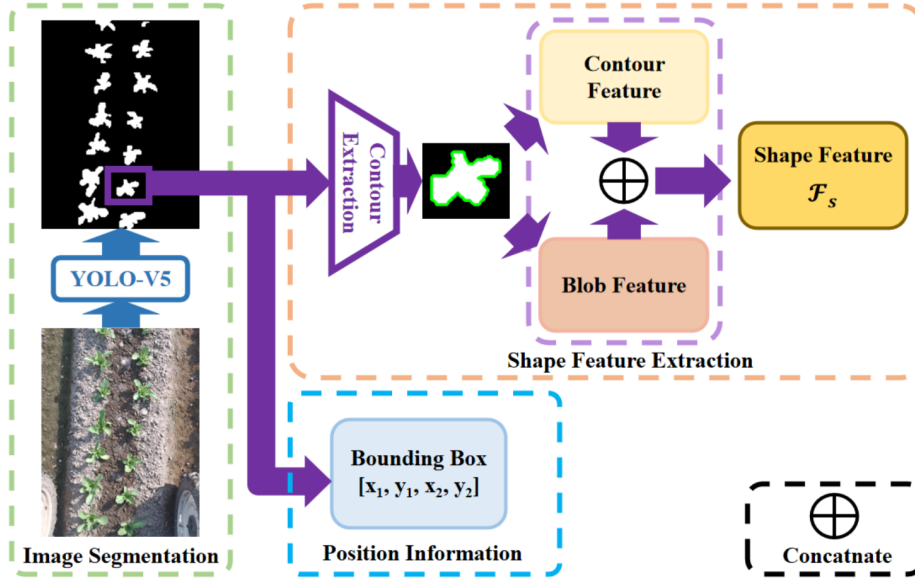 YOLO-V5
Image Segmentation
Contour
Extraction
Contour
Feature
Blob Feature
Shape Feature Extraction
Shape Feature
𝓕ₛ
Bounding Box
[x₁, y₁, x₂, y₂]
Position Information
Concatnate